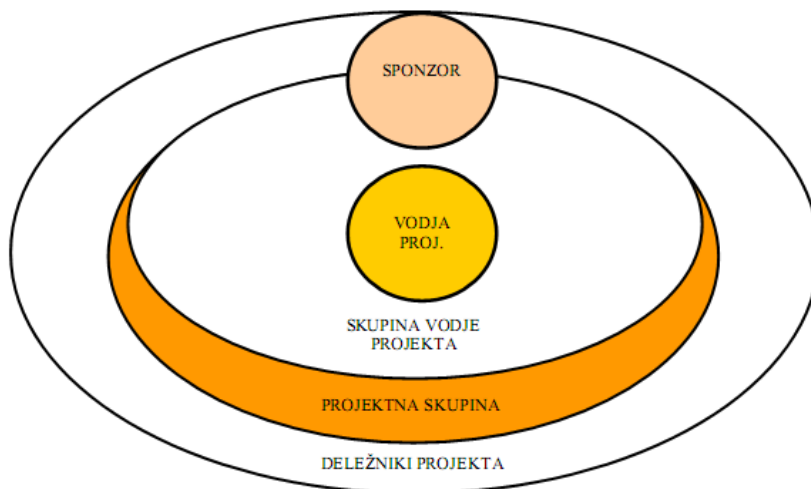 SPONZOR
VODJA
PROJ.
SKUPINA VODJE
PROJEKTA
PROJEKTNA SKUPINA
DELEŽNIKI PROJEKTA